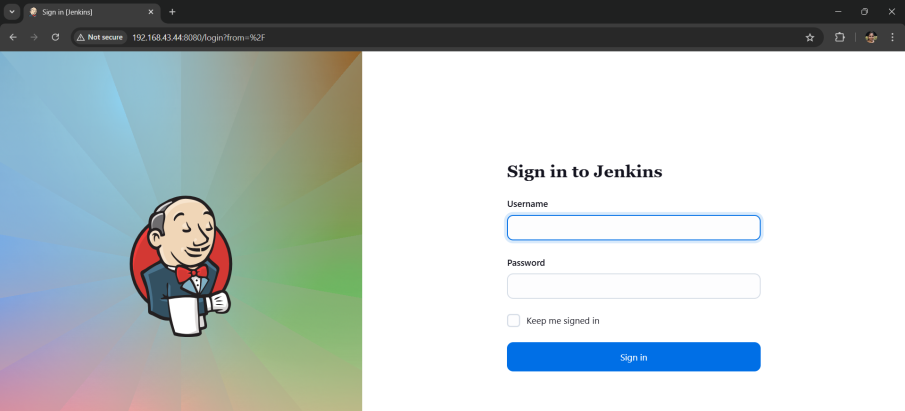 Sign in [Jenkins]
Not secure
192.168.43.44:8080/login?from=%2F
Sign in to Jenkins
Username
Password
Keep me signed in
Sign in